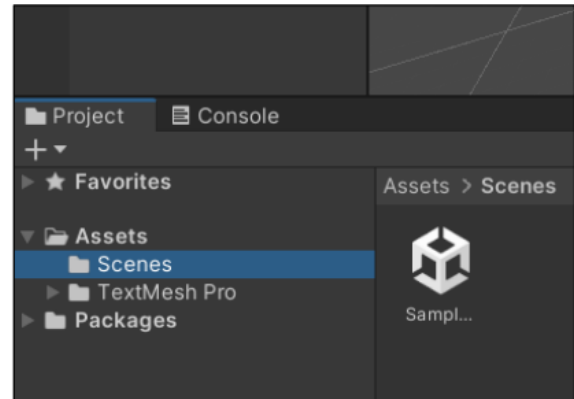 Project Console
Favorites
Assets > Scenes
Assets
Scenes
TextMesh Pro
Packages
Sampl...